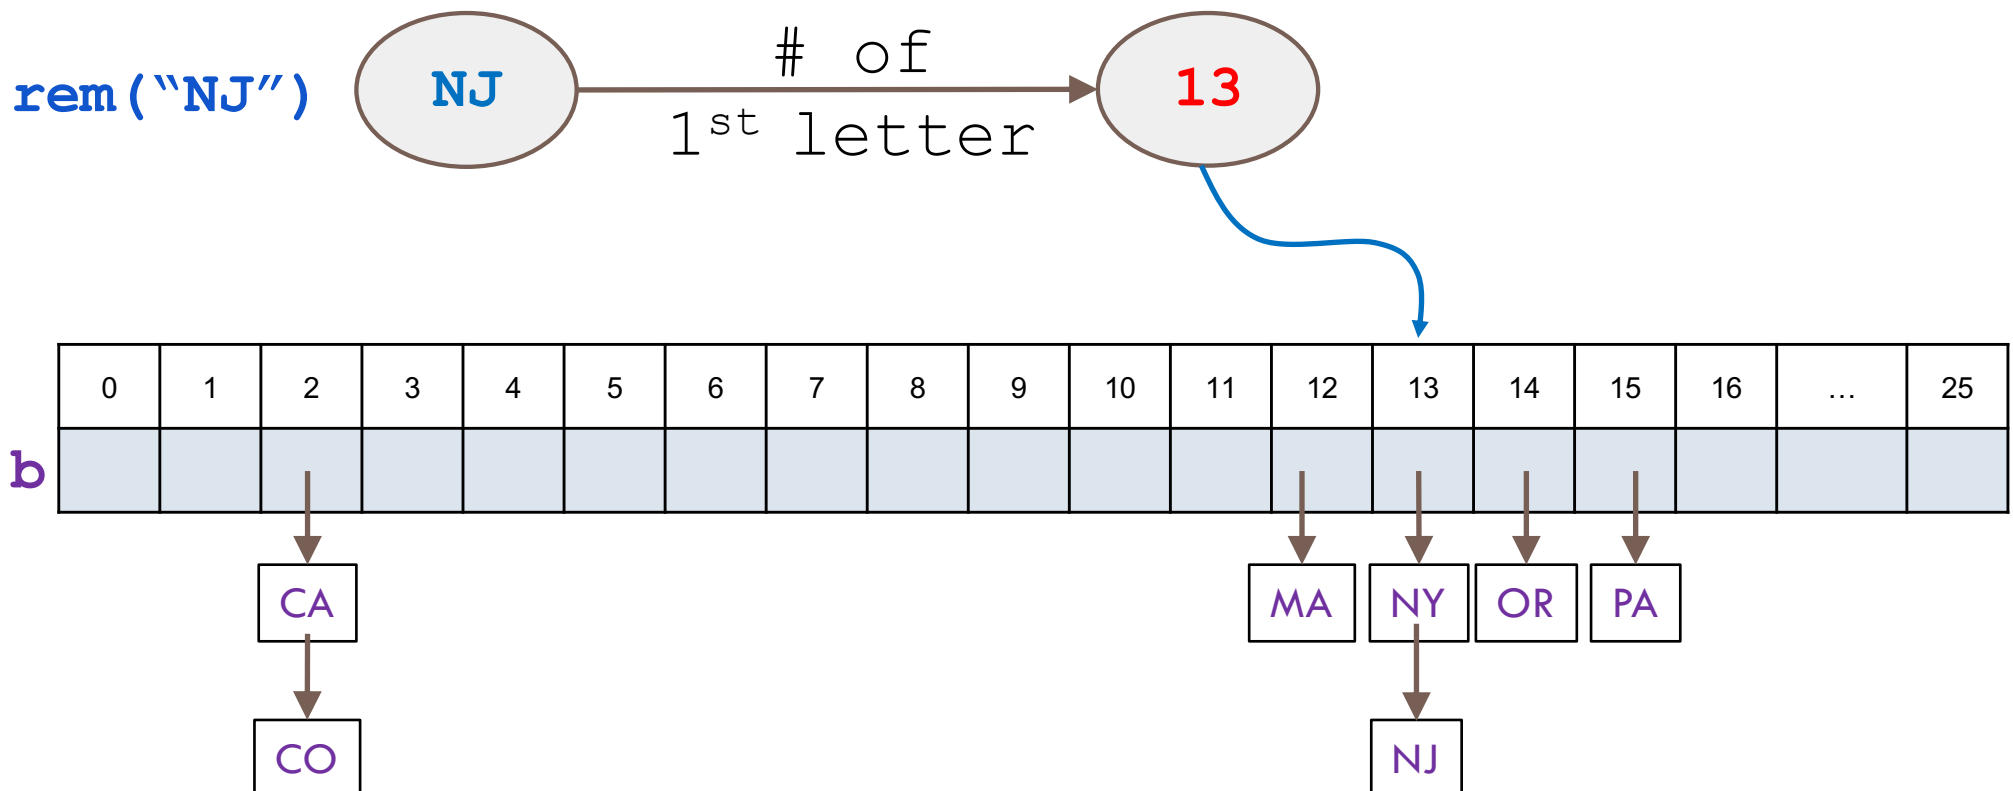 rem(“NJ”) NJ # of 1st letter 13
0 1 2 3 4 5 6 7 8 9 10 11 12 13 14 15 16 … 25
b
CA MA NY OR PA
CO NJ